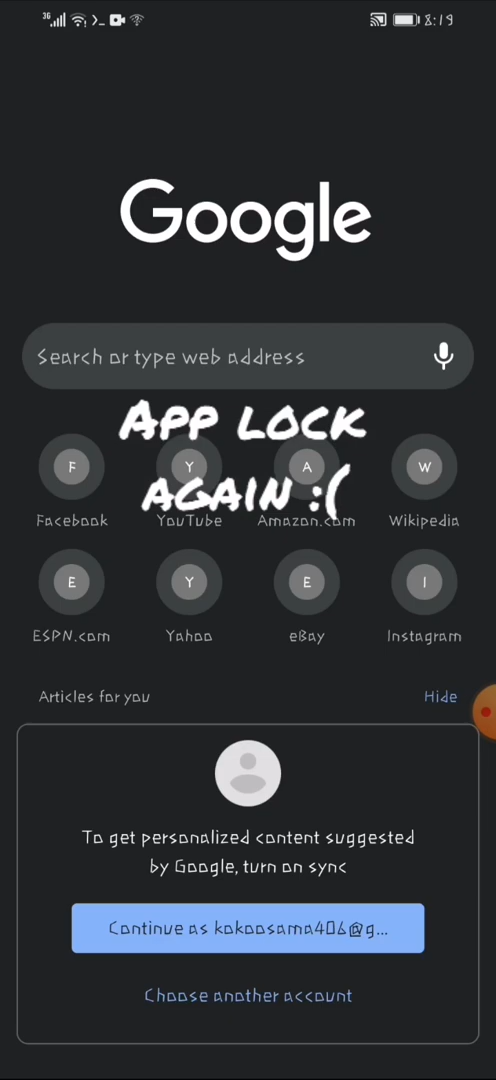 3G 8:19
Google
Search or type web address
APP LOCK
AGAIN :(
F Y A W
Facebook YouTube Amazon.com Wikipedia
E Y E I
ESPN.com Yahoo eBay Instagram
Articles for you Hide
To get personalized content suggested
by Google, turn on sync
Continue as kokoosama406@g...
Choose another account